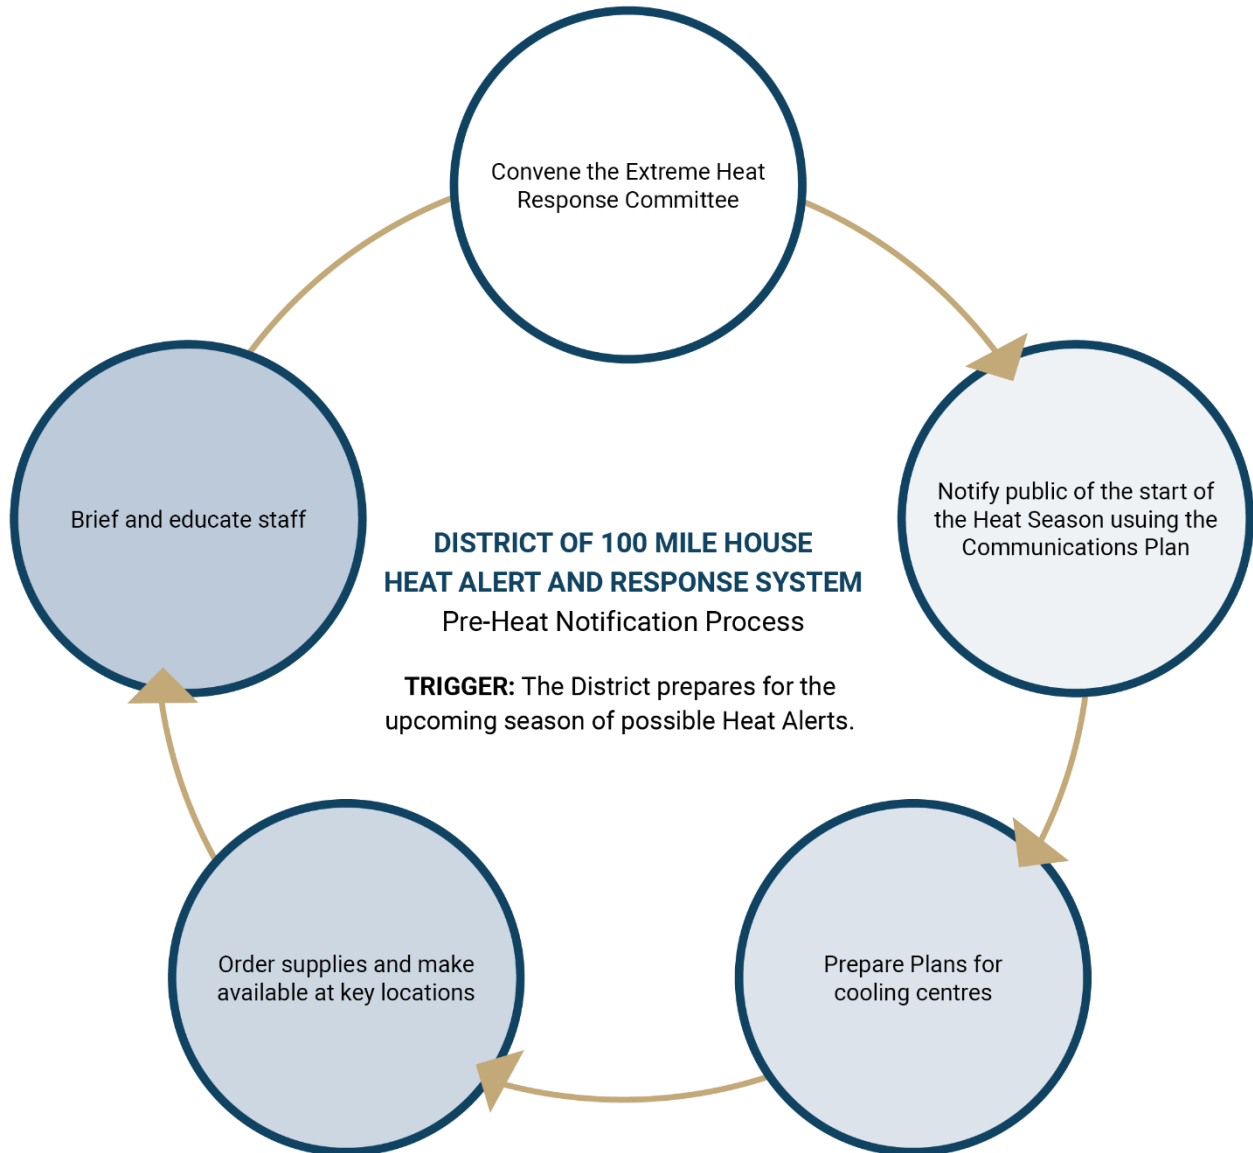 Convene the Extreme Heat
Response Committee
Notify public of the start of
the Heat Season usuing the
Communications Plan
Brief and educate staff
DISTRICT OF 100 MILE HOUSE
HEAT ALERT AND RESPONSE SYSTEM
Pre-Heat Notification Process
TRIGGER: The District prepares for the
upcoming season of possible Heat Alerts.
Order supplies and make
available at key locations
Prepare Plans for
cooling centres